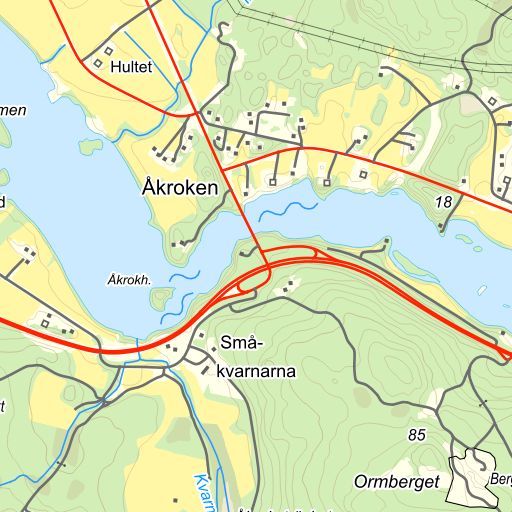 Hultet
Åkroken
18
Åkrokh.
Små-
kvarnarna
85
Ormberget